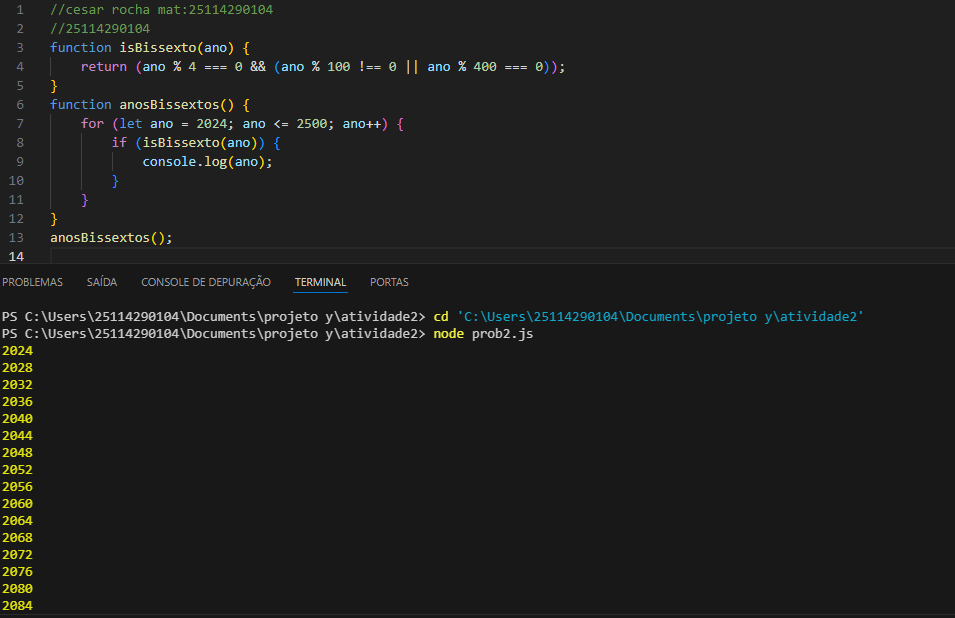 1 //cesar rocha mat:25114290104
2 //25114290104
3 function isBissexto(ano) {
4     return (ano % 4 === 0 && (ano % 100 !== 0 || ano % 400 === 0));
5 }
6 function anosBissextos() {
7     for (let ano = 2024; ano <= 2500; ano++) {
8         if (isBissexto(ano)) {
9             console.log(ano);
10         }
11     }
12 }
13 anosBissextos();
14
PROBLEMAS SAÍDA CONSOLE DE DEPURAÇÃO TERMINAL PORTAS
PS C:\Users\25114290104\Documents\projeto y\atividade2> cd 'C:\Users\25114290104\Documents\projeto y\atividade2'
PS C:\Users\25114290104\Documents\projeto y\atividade2> node prob2.js
2024
2028
2032
2036
2040
2044
2048
2052
2056
2060
2064
2068
2072
2076
2080
2084